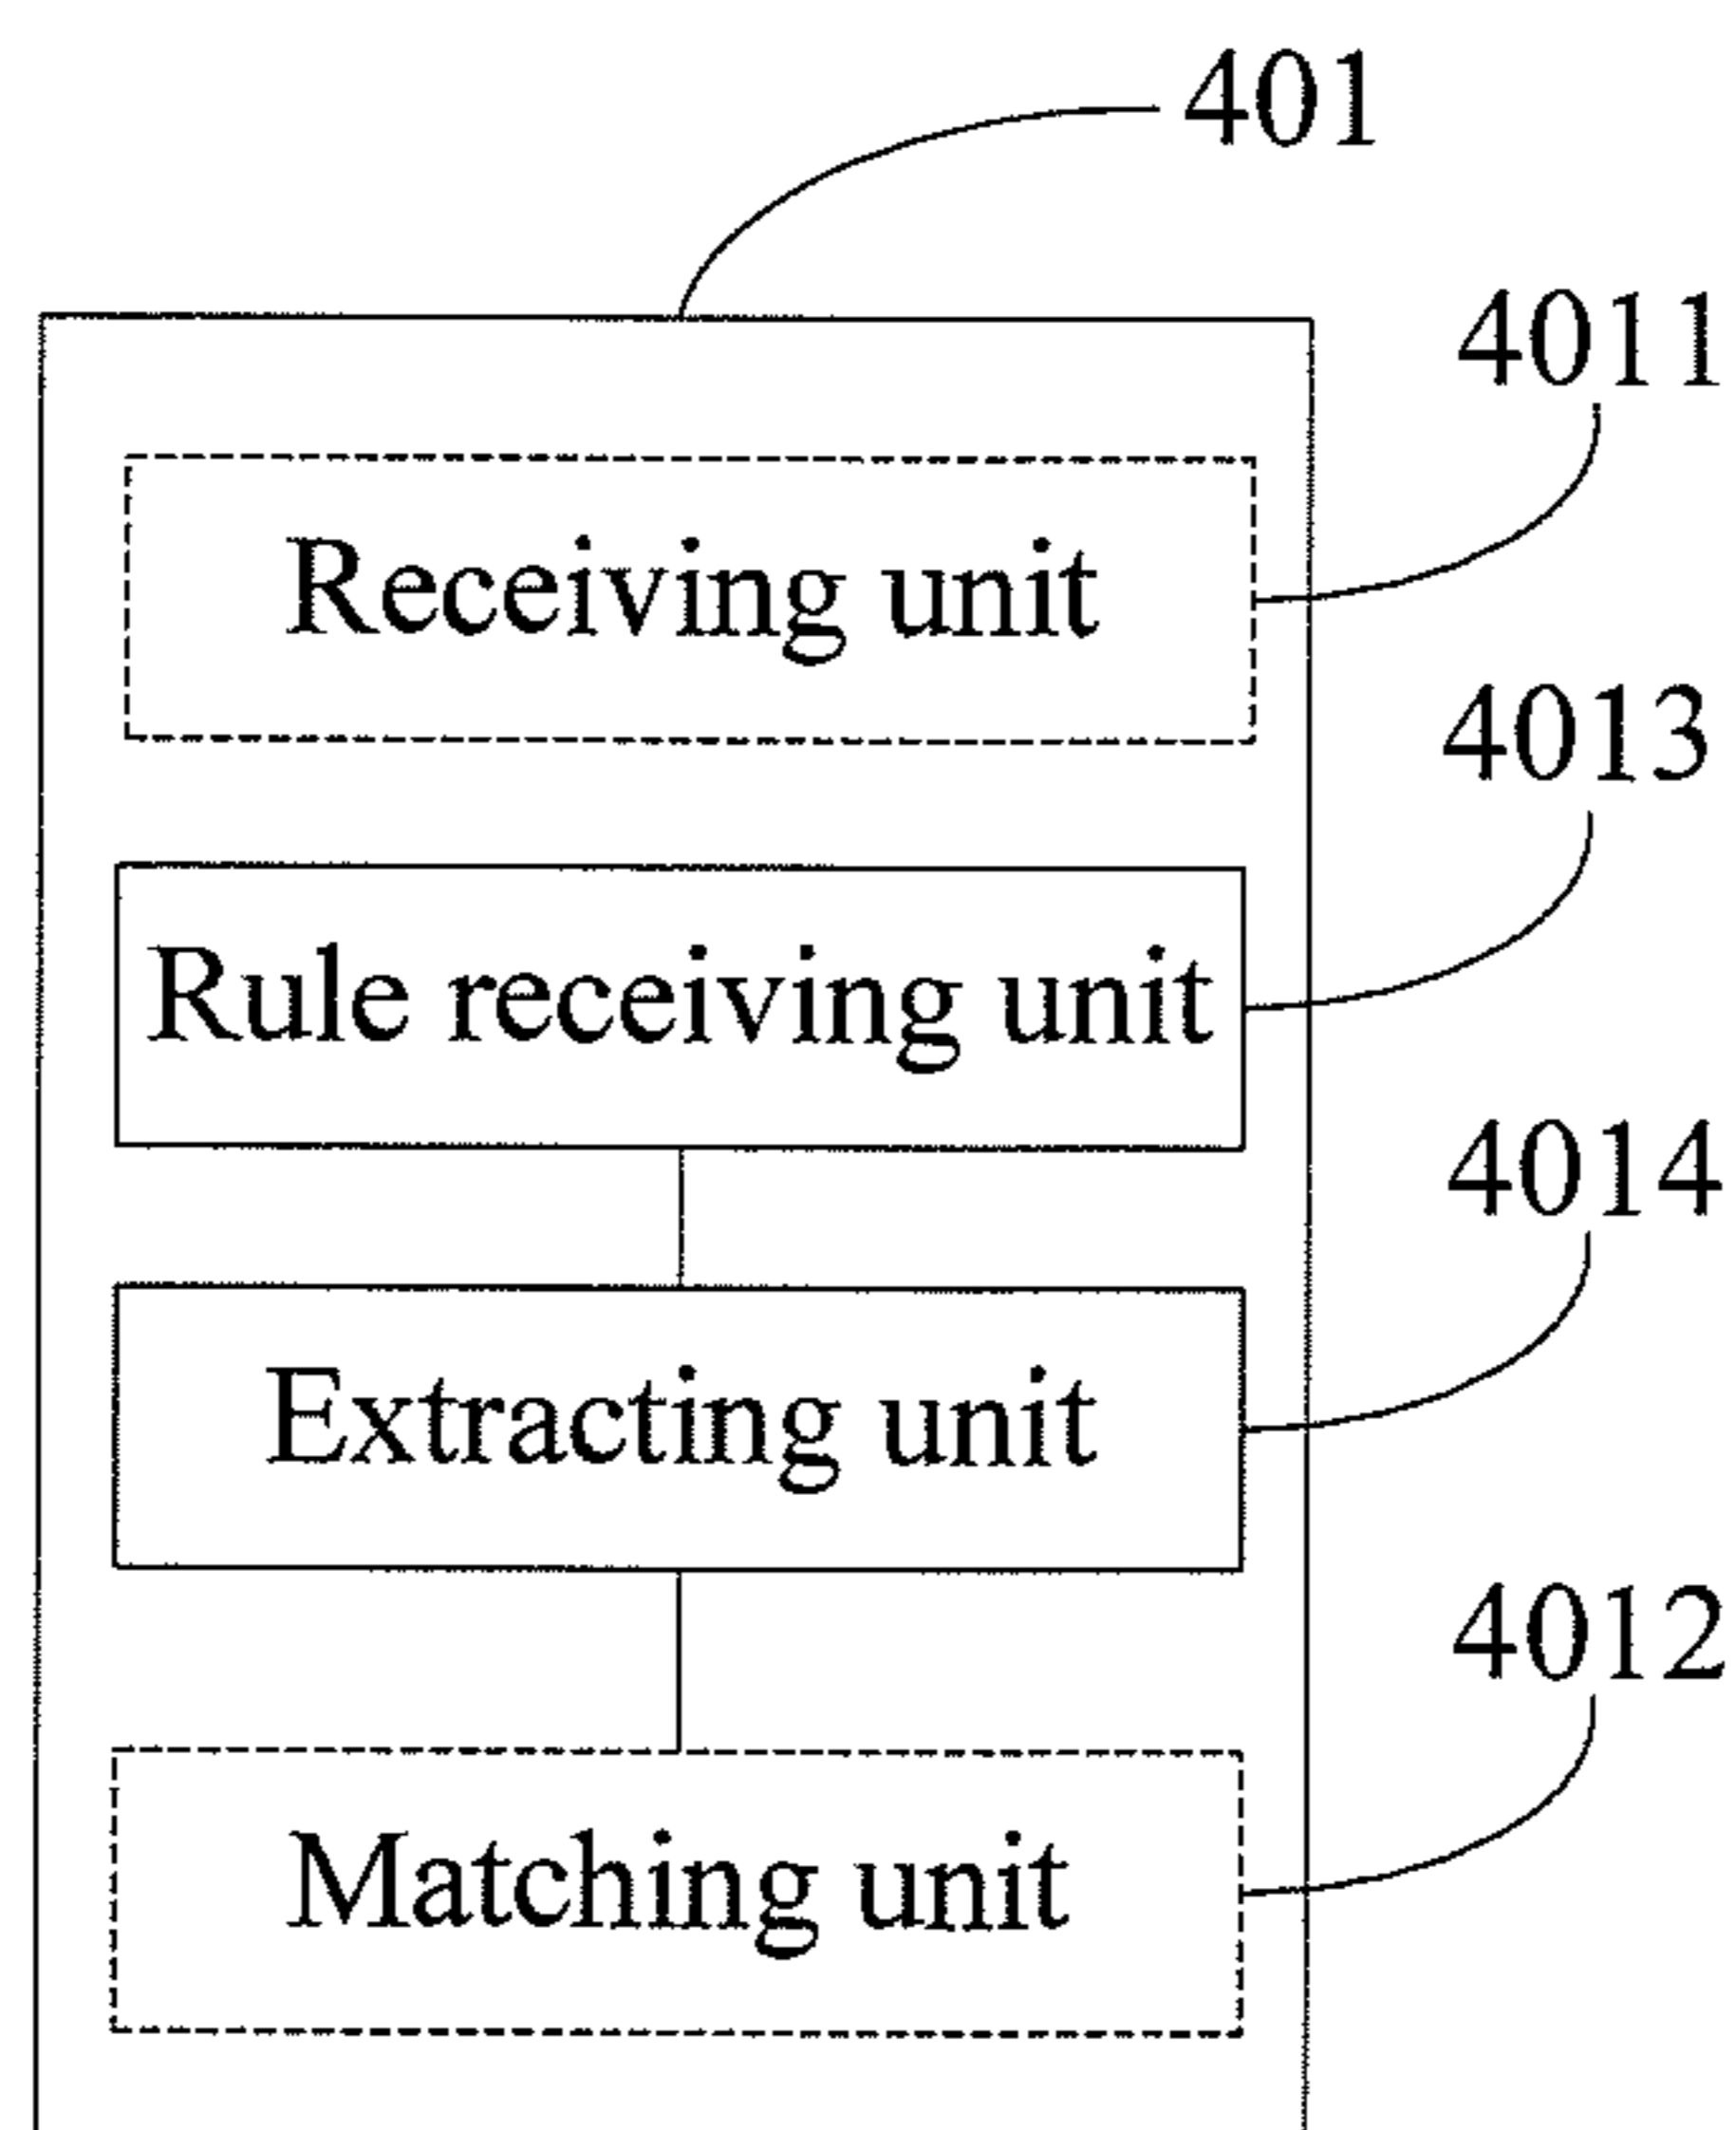 401
4011
Receiving unit
4013
Rule receiving unit
4014
Extracting unit
4012
Matching unit